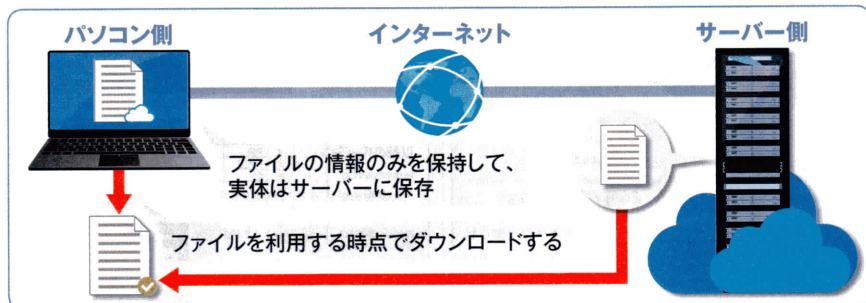 パソコン側
インターネット
サーバー側
ファイルの情報のみを保持して、
実体はサーバーに保存
ファイルを利用する時点でダウンロードする